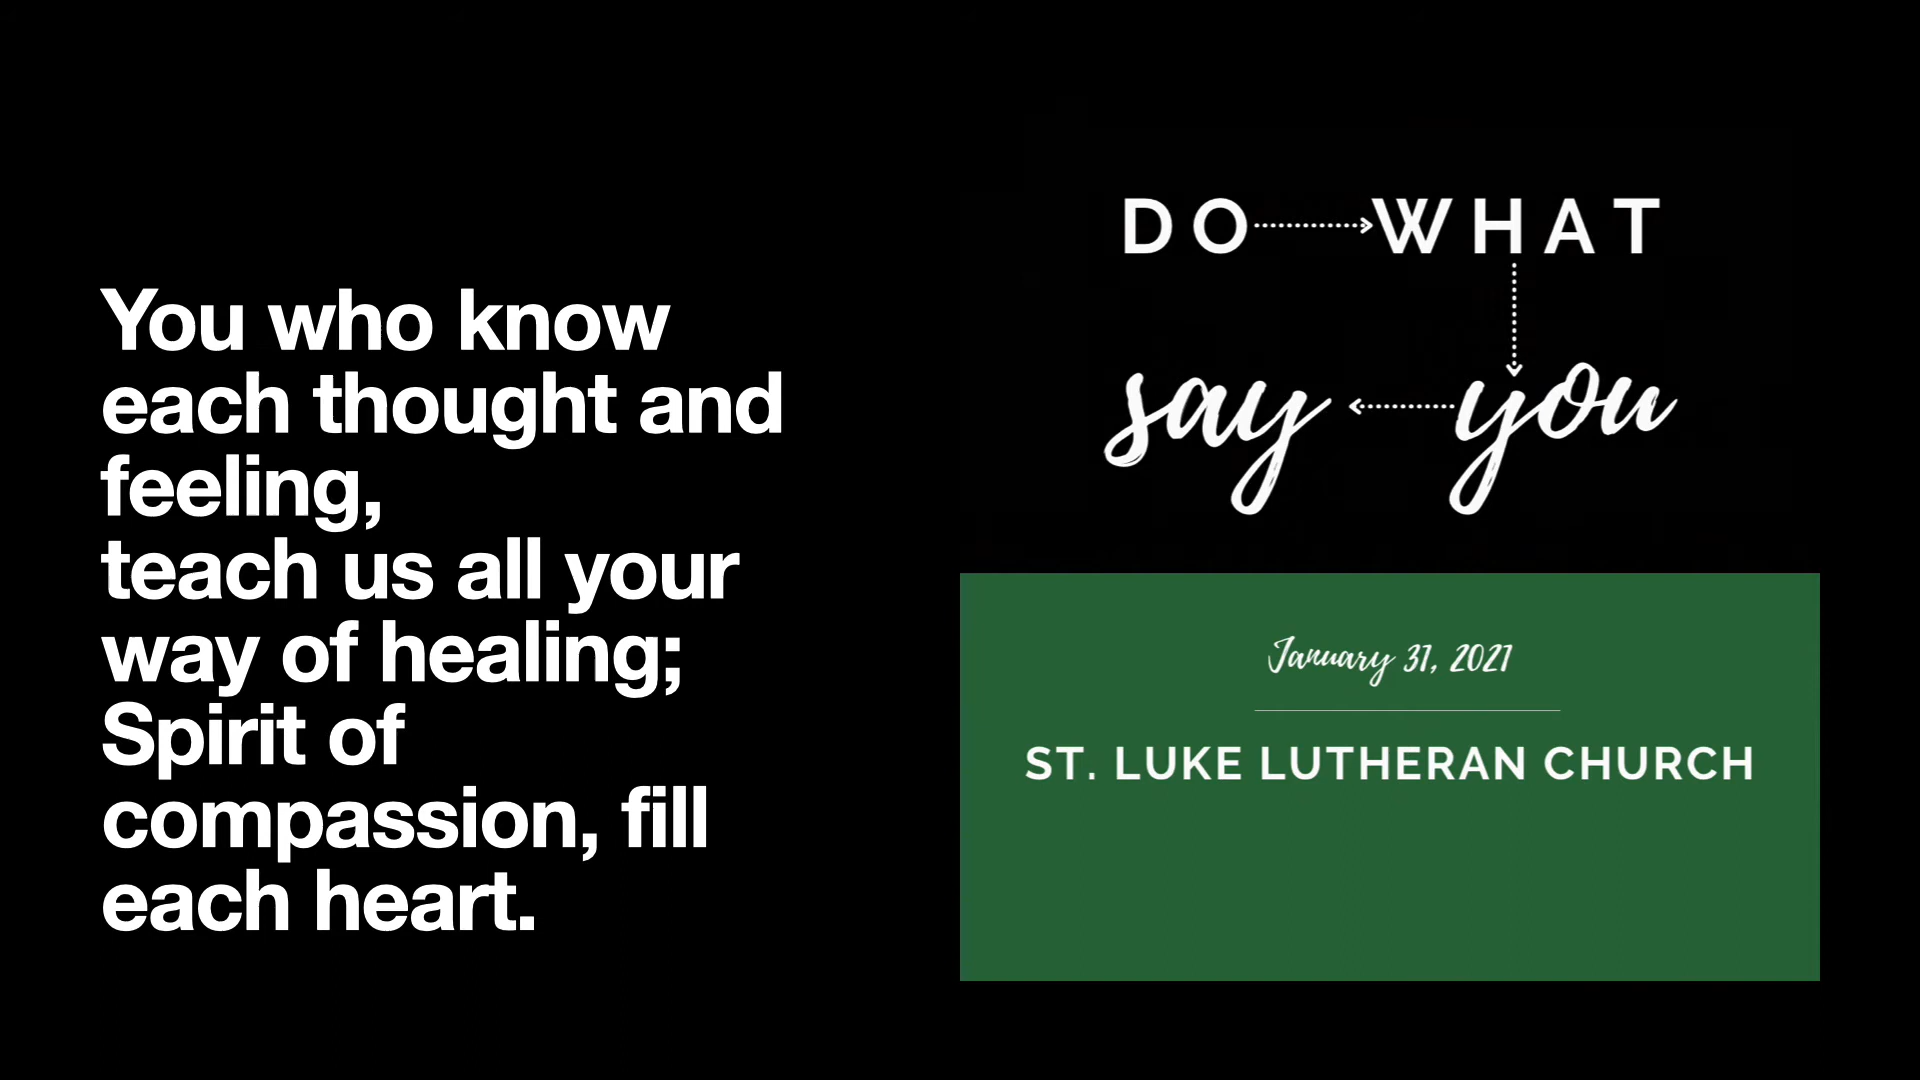 You who know
each thought and
feeling,
teach us all your
way of healing;
Spirit of
compassion, fill
each heart.
DO WHAT
say you
January 31, 2021
ST. LUKE LUTHERAN CHURCH